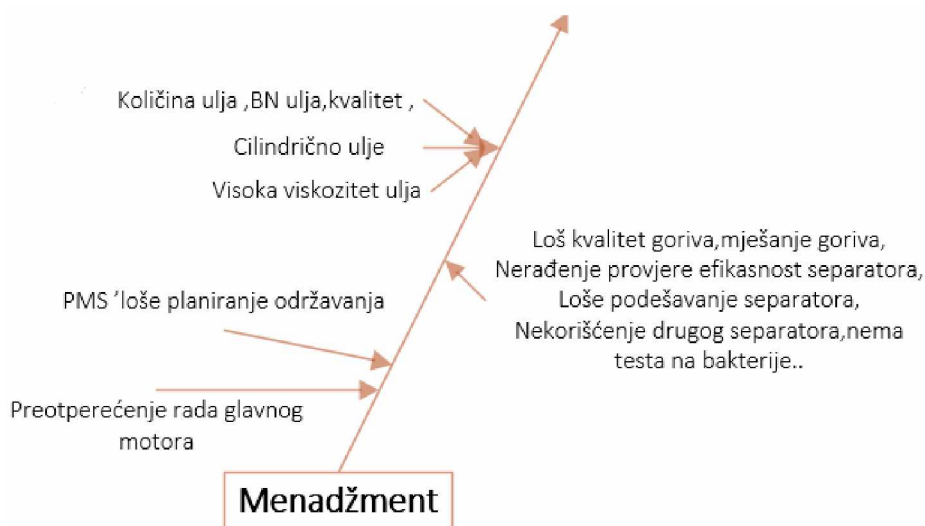 Količina ulja ,BN ulja,kvalitet ,
Cilindrično ulje
Visoka viskozitet ulja
Loš kvalitet goriva,mješanje goriva,
Nerađenje provjere efikasnost separatora,
Loše podešavanje separatora,
Nekorišćenje drugog separatora,nema
testa na bakterije..
PMS ’loše planiranje održavanja
Preotperećenje rada glavnog
motora
Menadžment